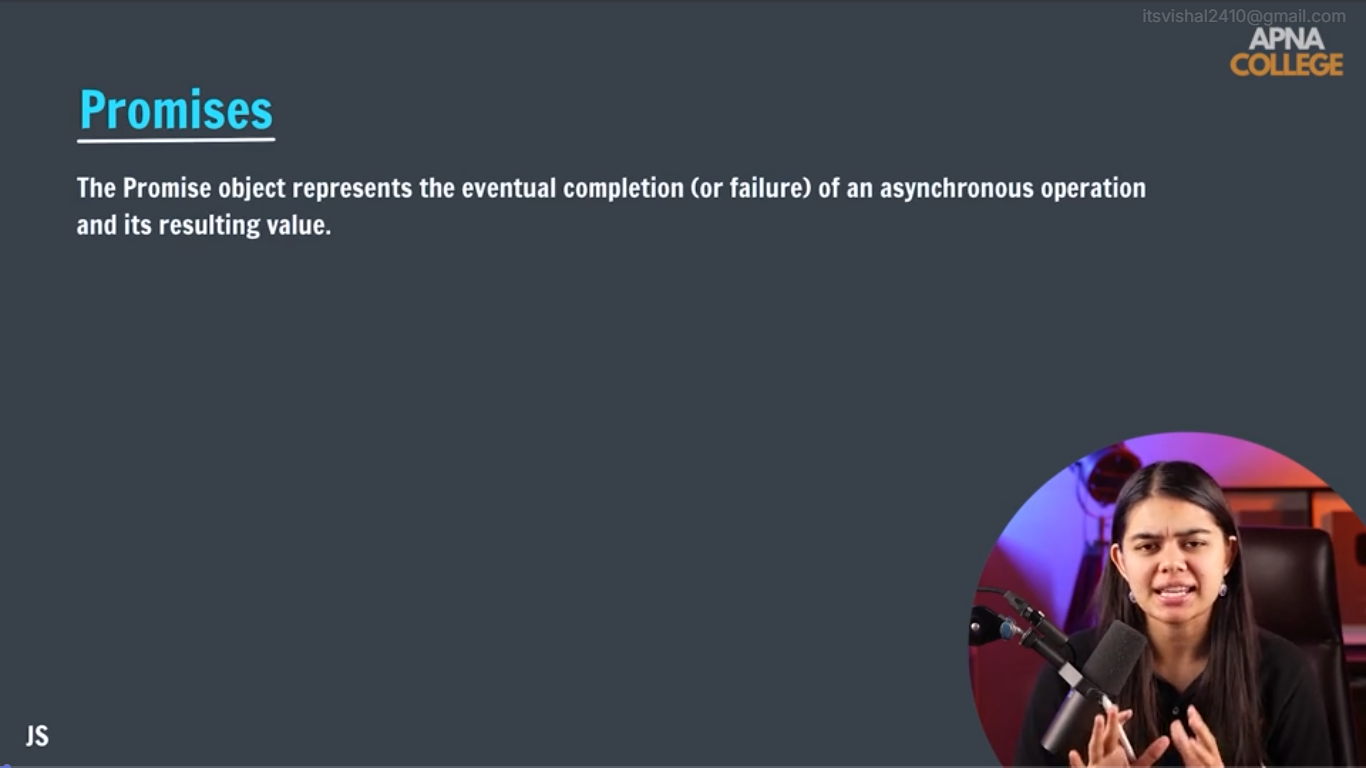 itsvishal2410@gmail.com
APNA
COLLEGE
Promises
The Promise object represents the eventual completion (or failure) of an asynchronous operation
and its resulting value.
JS